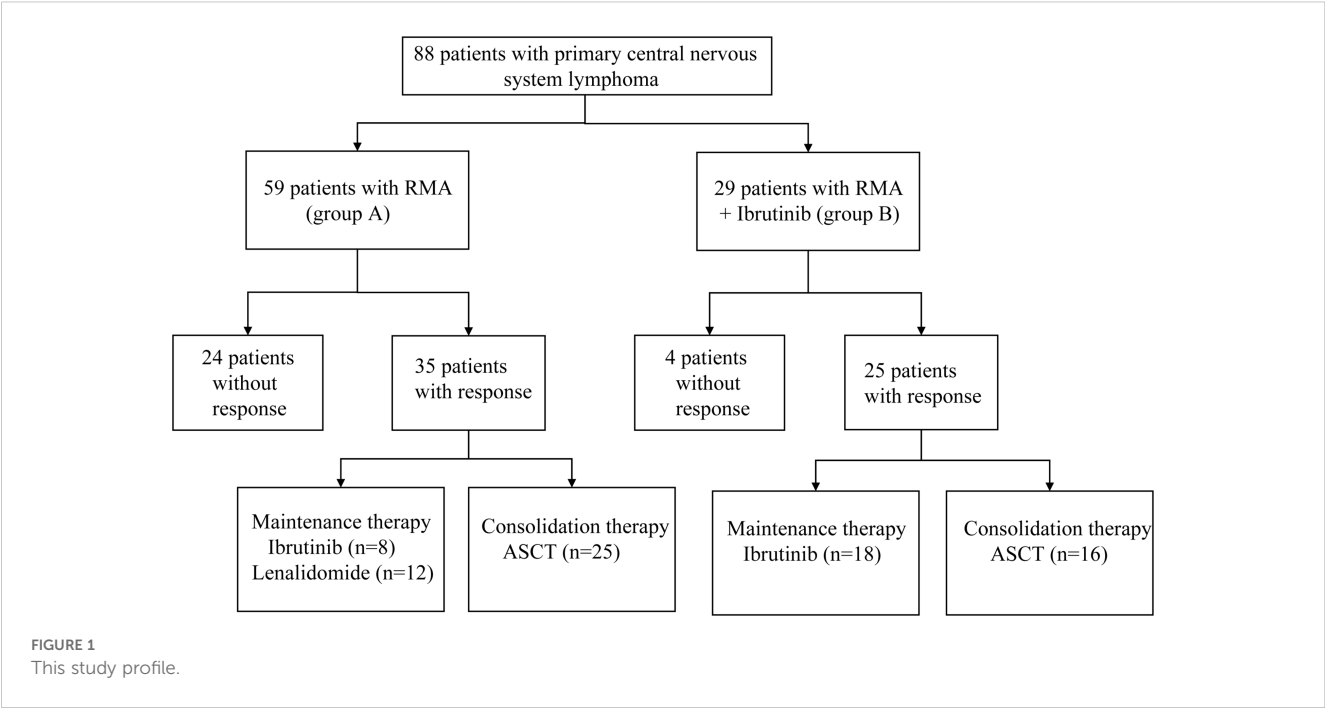 88 patients with primary central nervous
system lymphoma
59 patients with RMA
(group A)
29 patients with RMA
+ Ibrutinib (group B)
24 patients
without
response
35 patients
with response
4 patients
without
response
25 patients
with response
Maintenance therapy
Ibrutinib (n=8)
Lenalidomide (n=12)
Consolidation therapy
ASCT (n=25)
Maintenance therapy
Ibrutinib (n=18)
Consolidation therapy
ASCT (n=16)
FIGURE 1
This study profile.